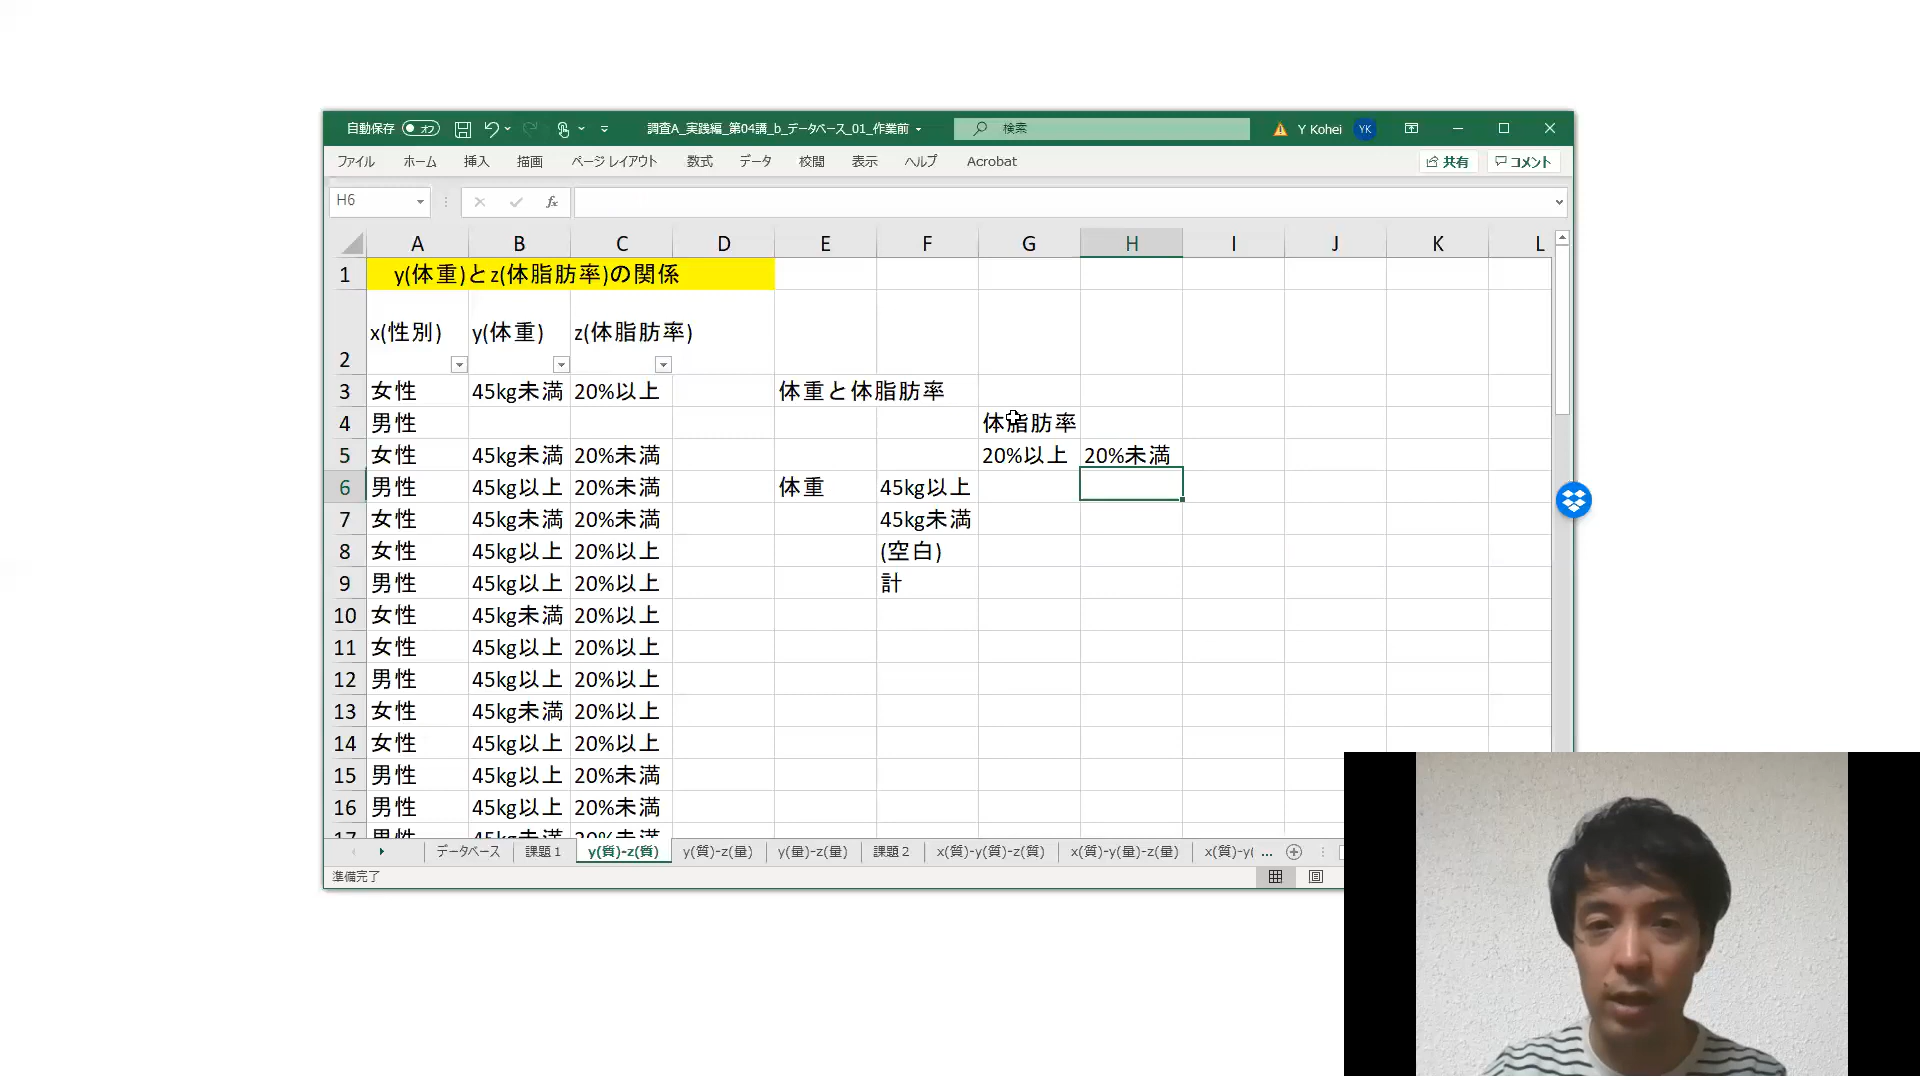 自動保存 オフ 調査A_実践編_第04講_b_データベース_01_作業前 検索 Y Kohei YK
ファイル ホーム 挿入 描画 ページ レイアウト 数式 データ 校閲 表示 ヘルプ Acrobat 共有 コメント
H6 fx
A B C D E F G H I J K L
1 y(体重)とz(体脂肪率)の関係
2 x(性別) y(体重) z(体脂肪率)
3 女性 45kg未満 20%以上 体重と体脂肪率
4 男性 体脂肪率
5 女性 45kg未満 20%未満 20%以上 20%未満
6 男性 45kg以上 20%未満 体重 45kg以上
7 女性 45kg未満 20%未満 45kg未満
8 女性 45kg以上 20%以上 (空白)
9 男性 45kg以上 20%以上 計
10 女性 45kg未満 20%以上
11 女性 45kg以上 20%以上
12 男性 45kg以上 20%以上
13 女性 45kg未満 20%以上
14 女性 45kg以上 20%以上
15 男性 45kg以上 20%未満
16 男性 45kg以上 20%未満
17 男性 45kg未満 20%未満
データベース 課題1 y(質)-z(質) y(質)-z(量) y(量)-z(量) 課題2 x(質)-y(質)-z(質) x(質)-y(量)-z(量) x(質)-y( ...
準備完了